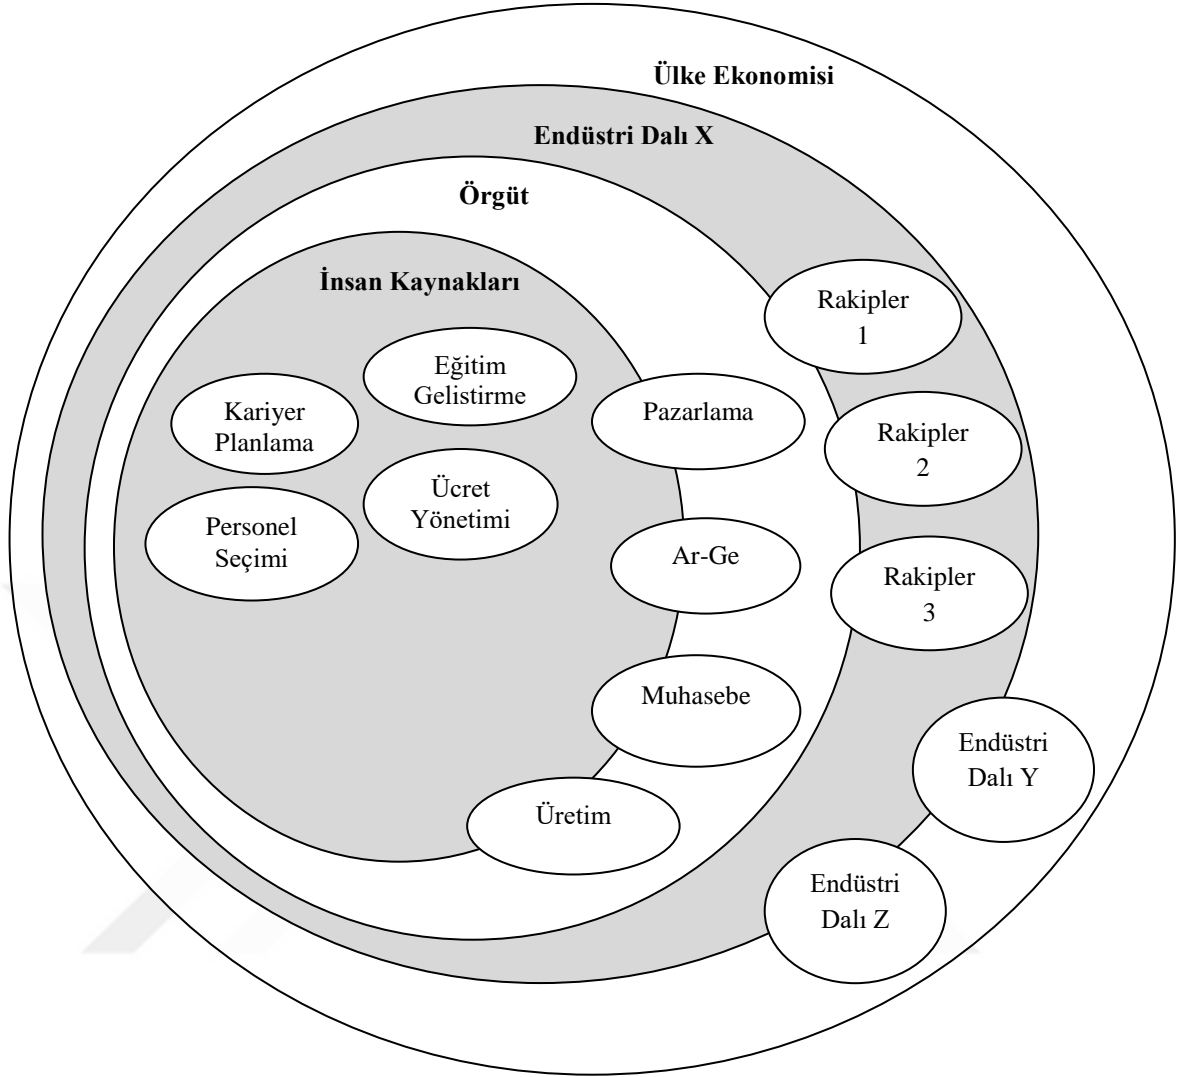 Ülke Ekonomisi
Endüstri Dalı X
Örgüt
İnsan Kaynakları
Eğitim
Gelistirme
Kariyer
Planlama
Ücret
Yönetimi
Personel
Seçimi
Pazarlama
Ar-Ge
Muhasebe
Üretim
Rakipler
1
Rakipler
2
Rakipler
3
Endüstri
Dalı Y
Endüstri
Dalı Z